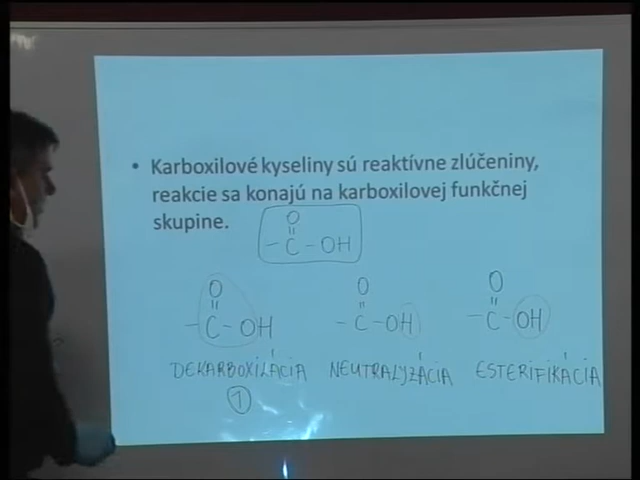 • Karboxilové kyseliny sú reaktívne zlúčeniny,
reakcie sa konajú na karboxilovej funkčnej
skupine.
O
||
– C – OH
O O O
|| || ||
– C – OH – C – OH – C – OH
DEKARBOXILÁCIA NEUTRALYZÁCIA ESTERIFIKÁCIA
1